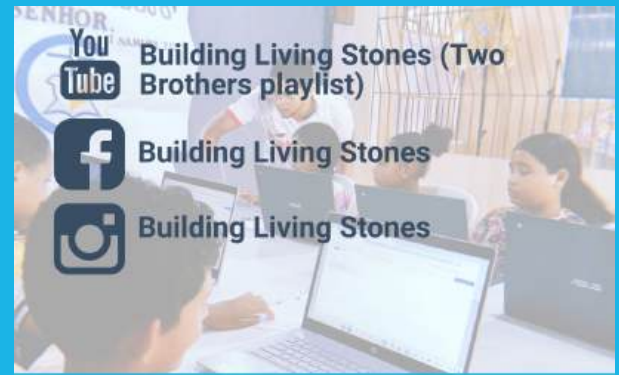 SENHOR.
You
Tube
Building Living Stones (Two
Brothers playlist)
Building Living Stones
Building Living Stones